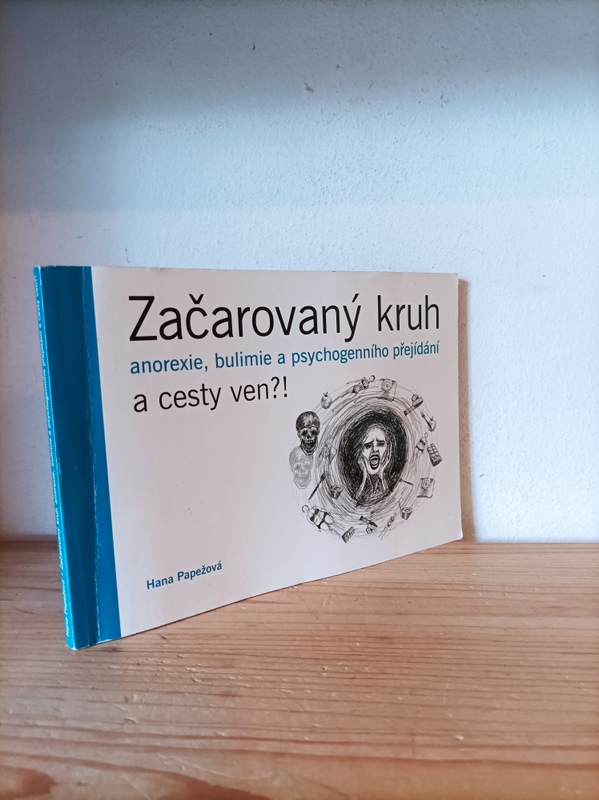 Začarovaný kruh
anorexie, bulimie a psychogenního přejídání
a cesty ven?!
Hana Papežová